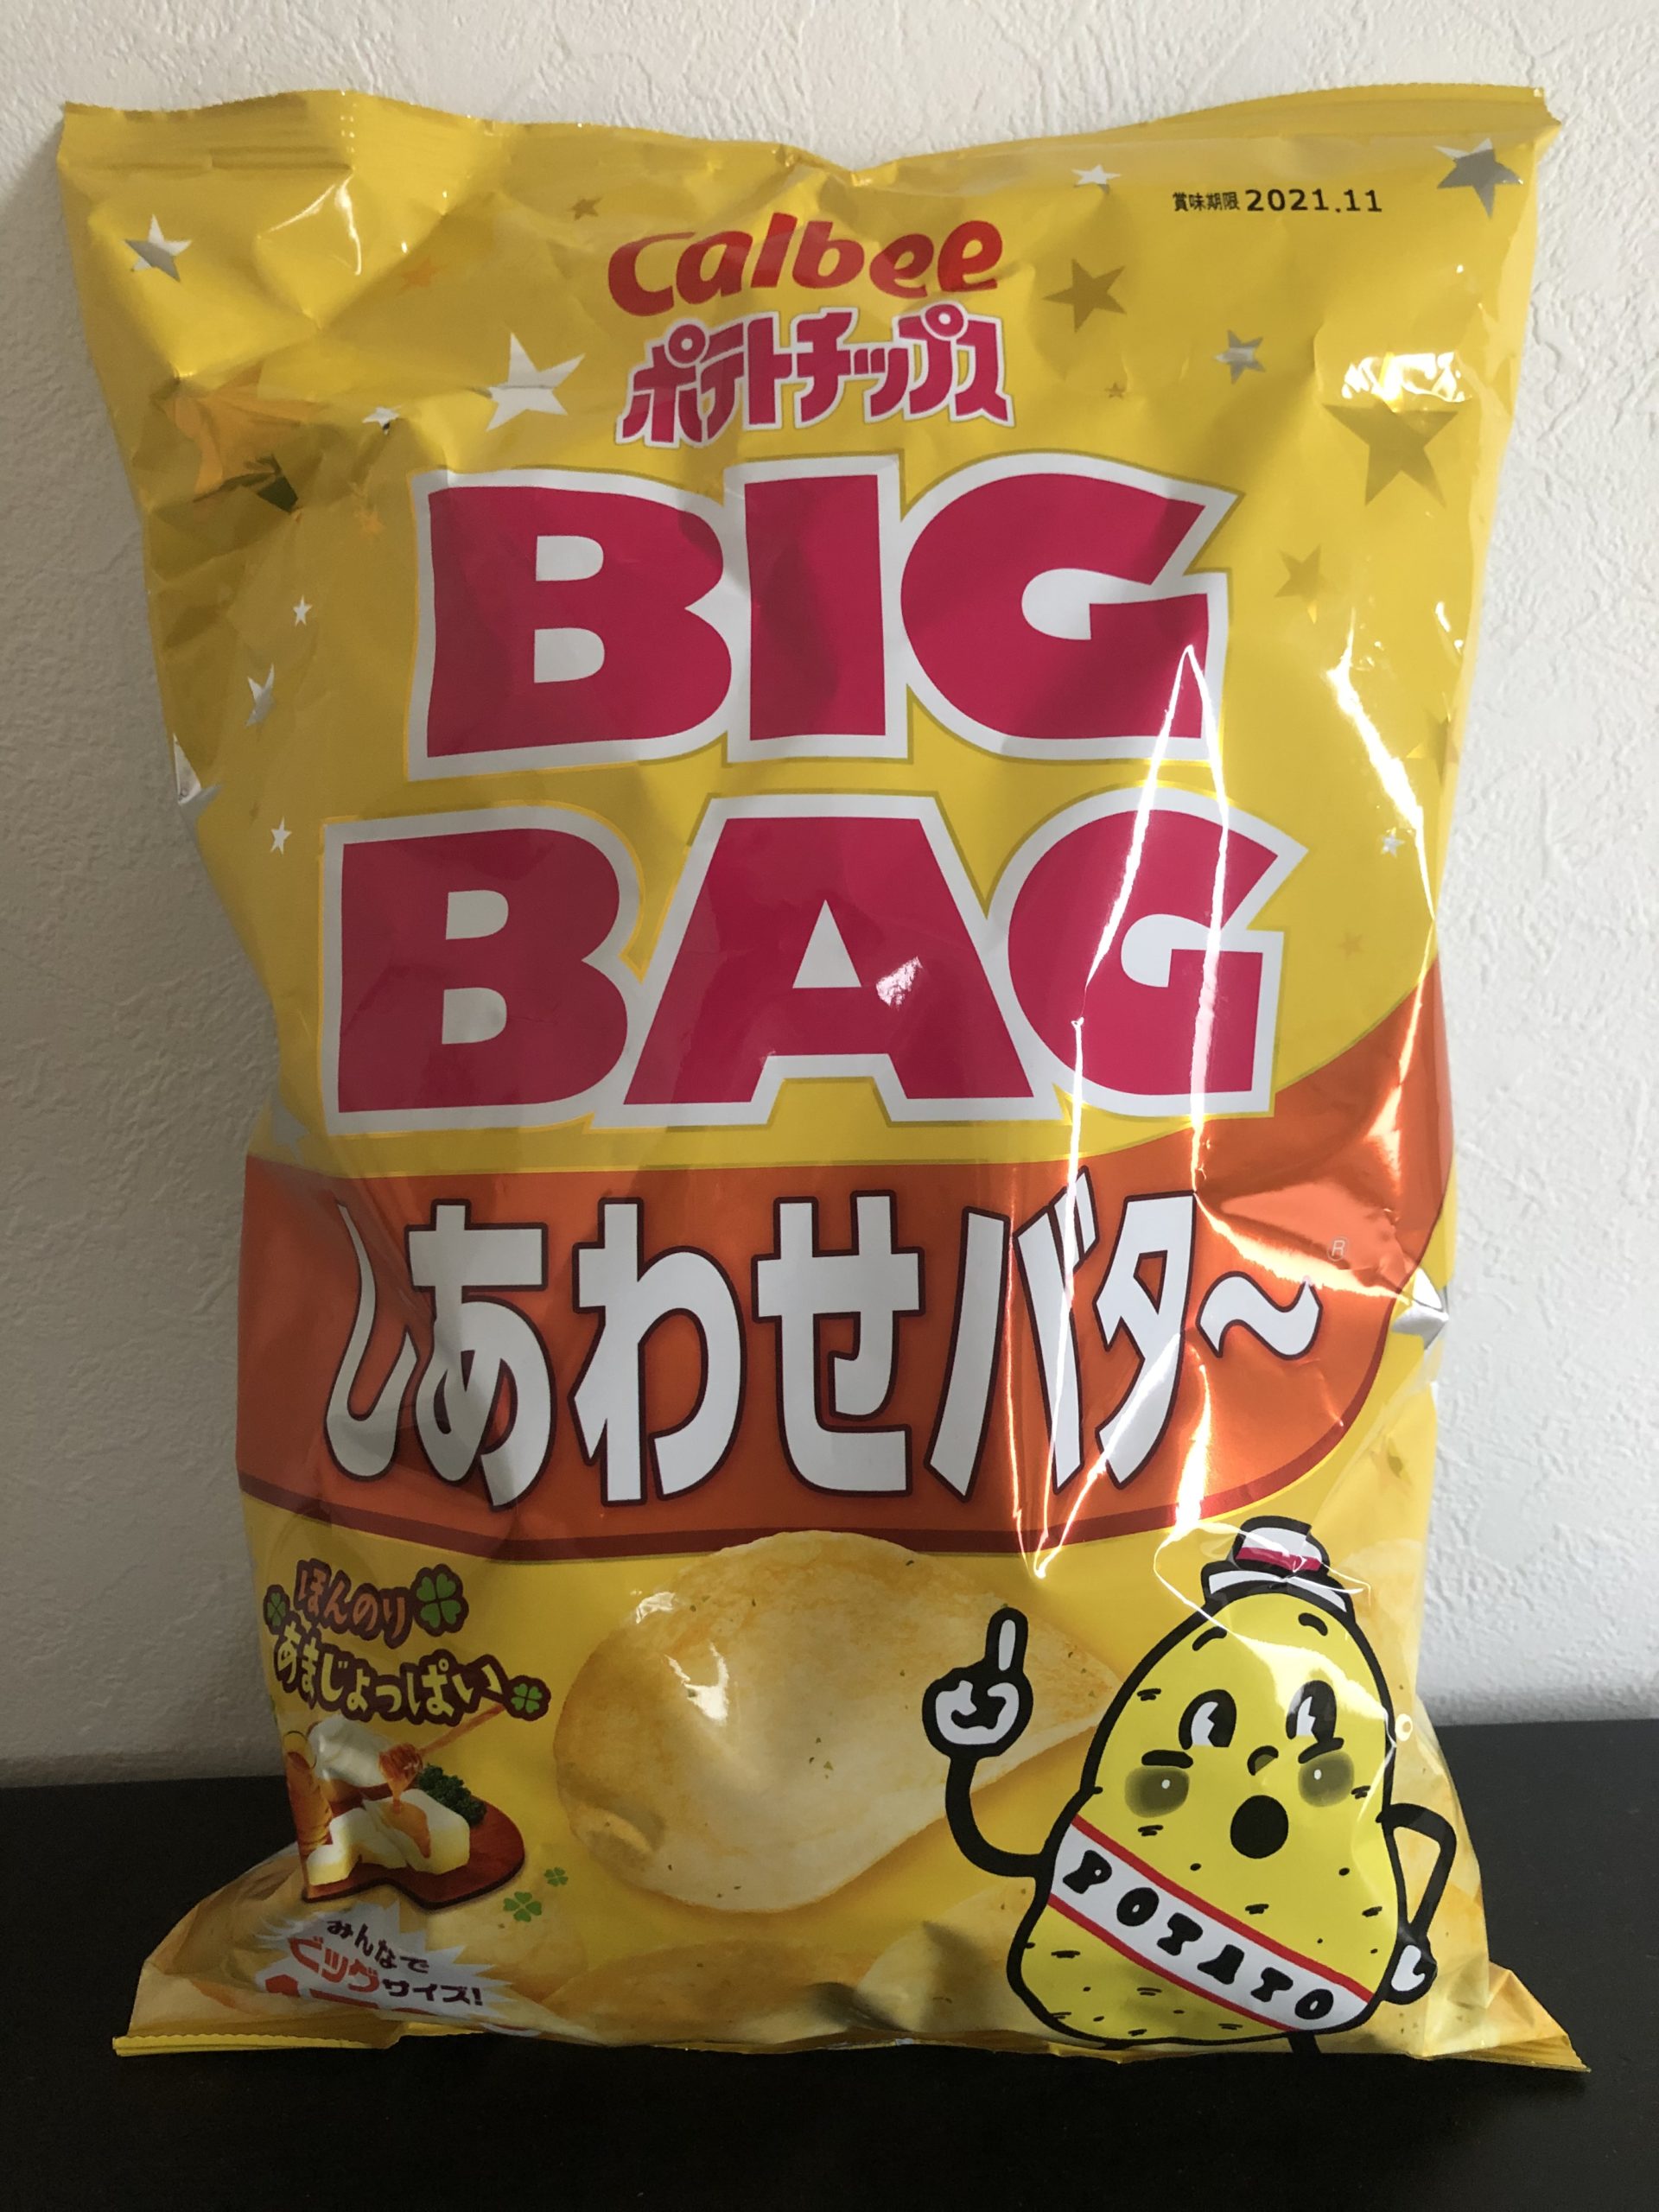 賞味期限 2021.11
Calbee
ポテトチップス
BIG
BAG
しあわせバタ〜
®
ほんのり
あまじょっぱい
POTATO
みんなで
ビッグサイズ!